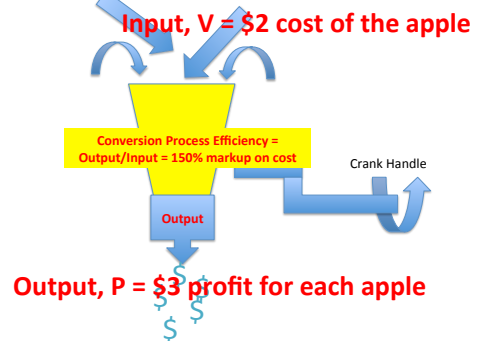 Input, V = $2 cost of the apple
Conversion Process Efficiency =
Output/Input = 150% markup on cost
Crank Handle
Output
Output, P = $3 profit for each apple
$
$
$
$
$